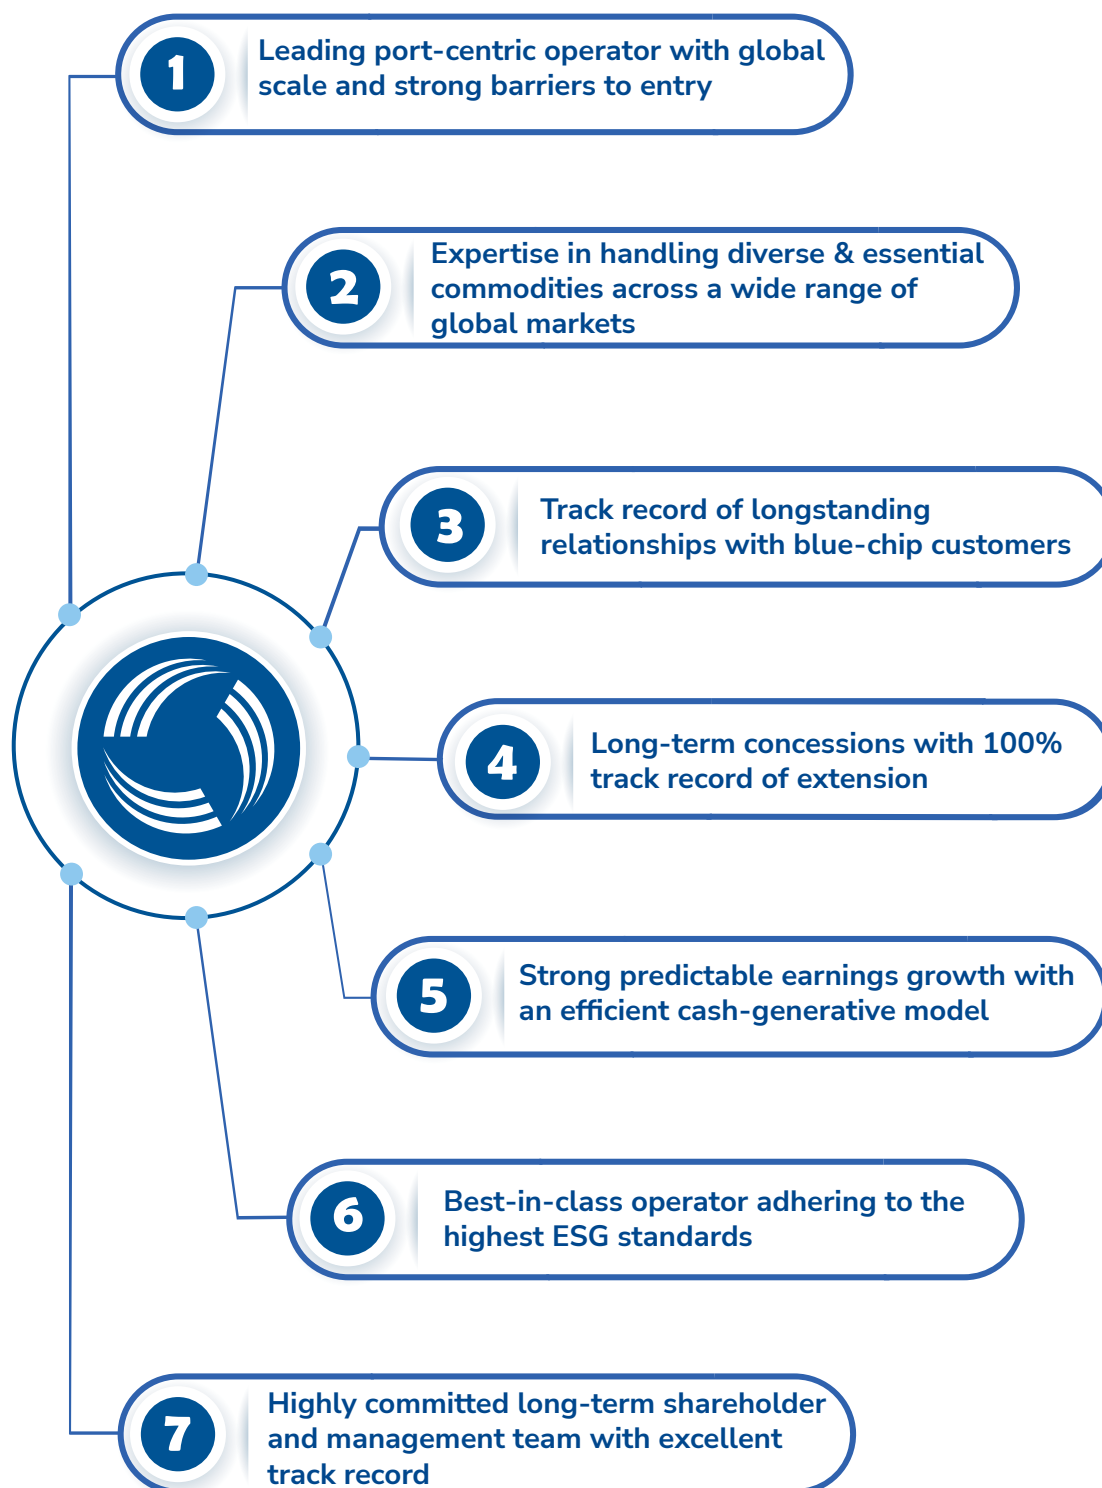 1
Leading port-centric operator with global
scale and strong barriers to entry
2
Expertise in handling diverse & essential
commodities across a wide range of
global markets
3
Track record of longstanding
relationships with blue-chip customers
4
Long-term concessions with 100%
track record of extension
5
Strong predictable earnings growth with
an efficient cash-generative model
6
Best-in-class operator adhering to the
highest ESG standards
7
Highly committed long-term shareholder
and management team with excellent
track record